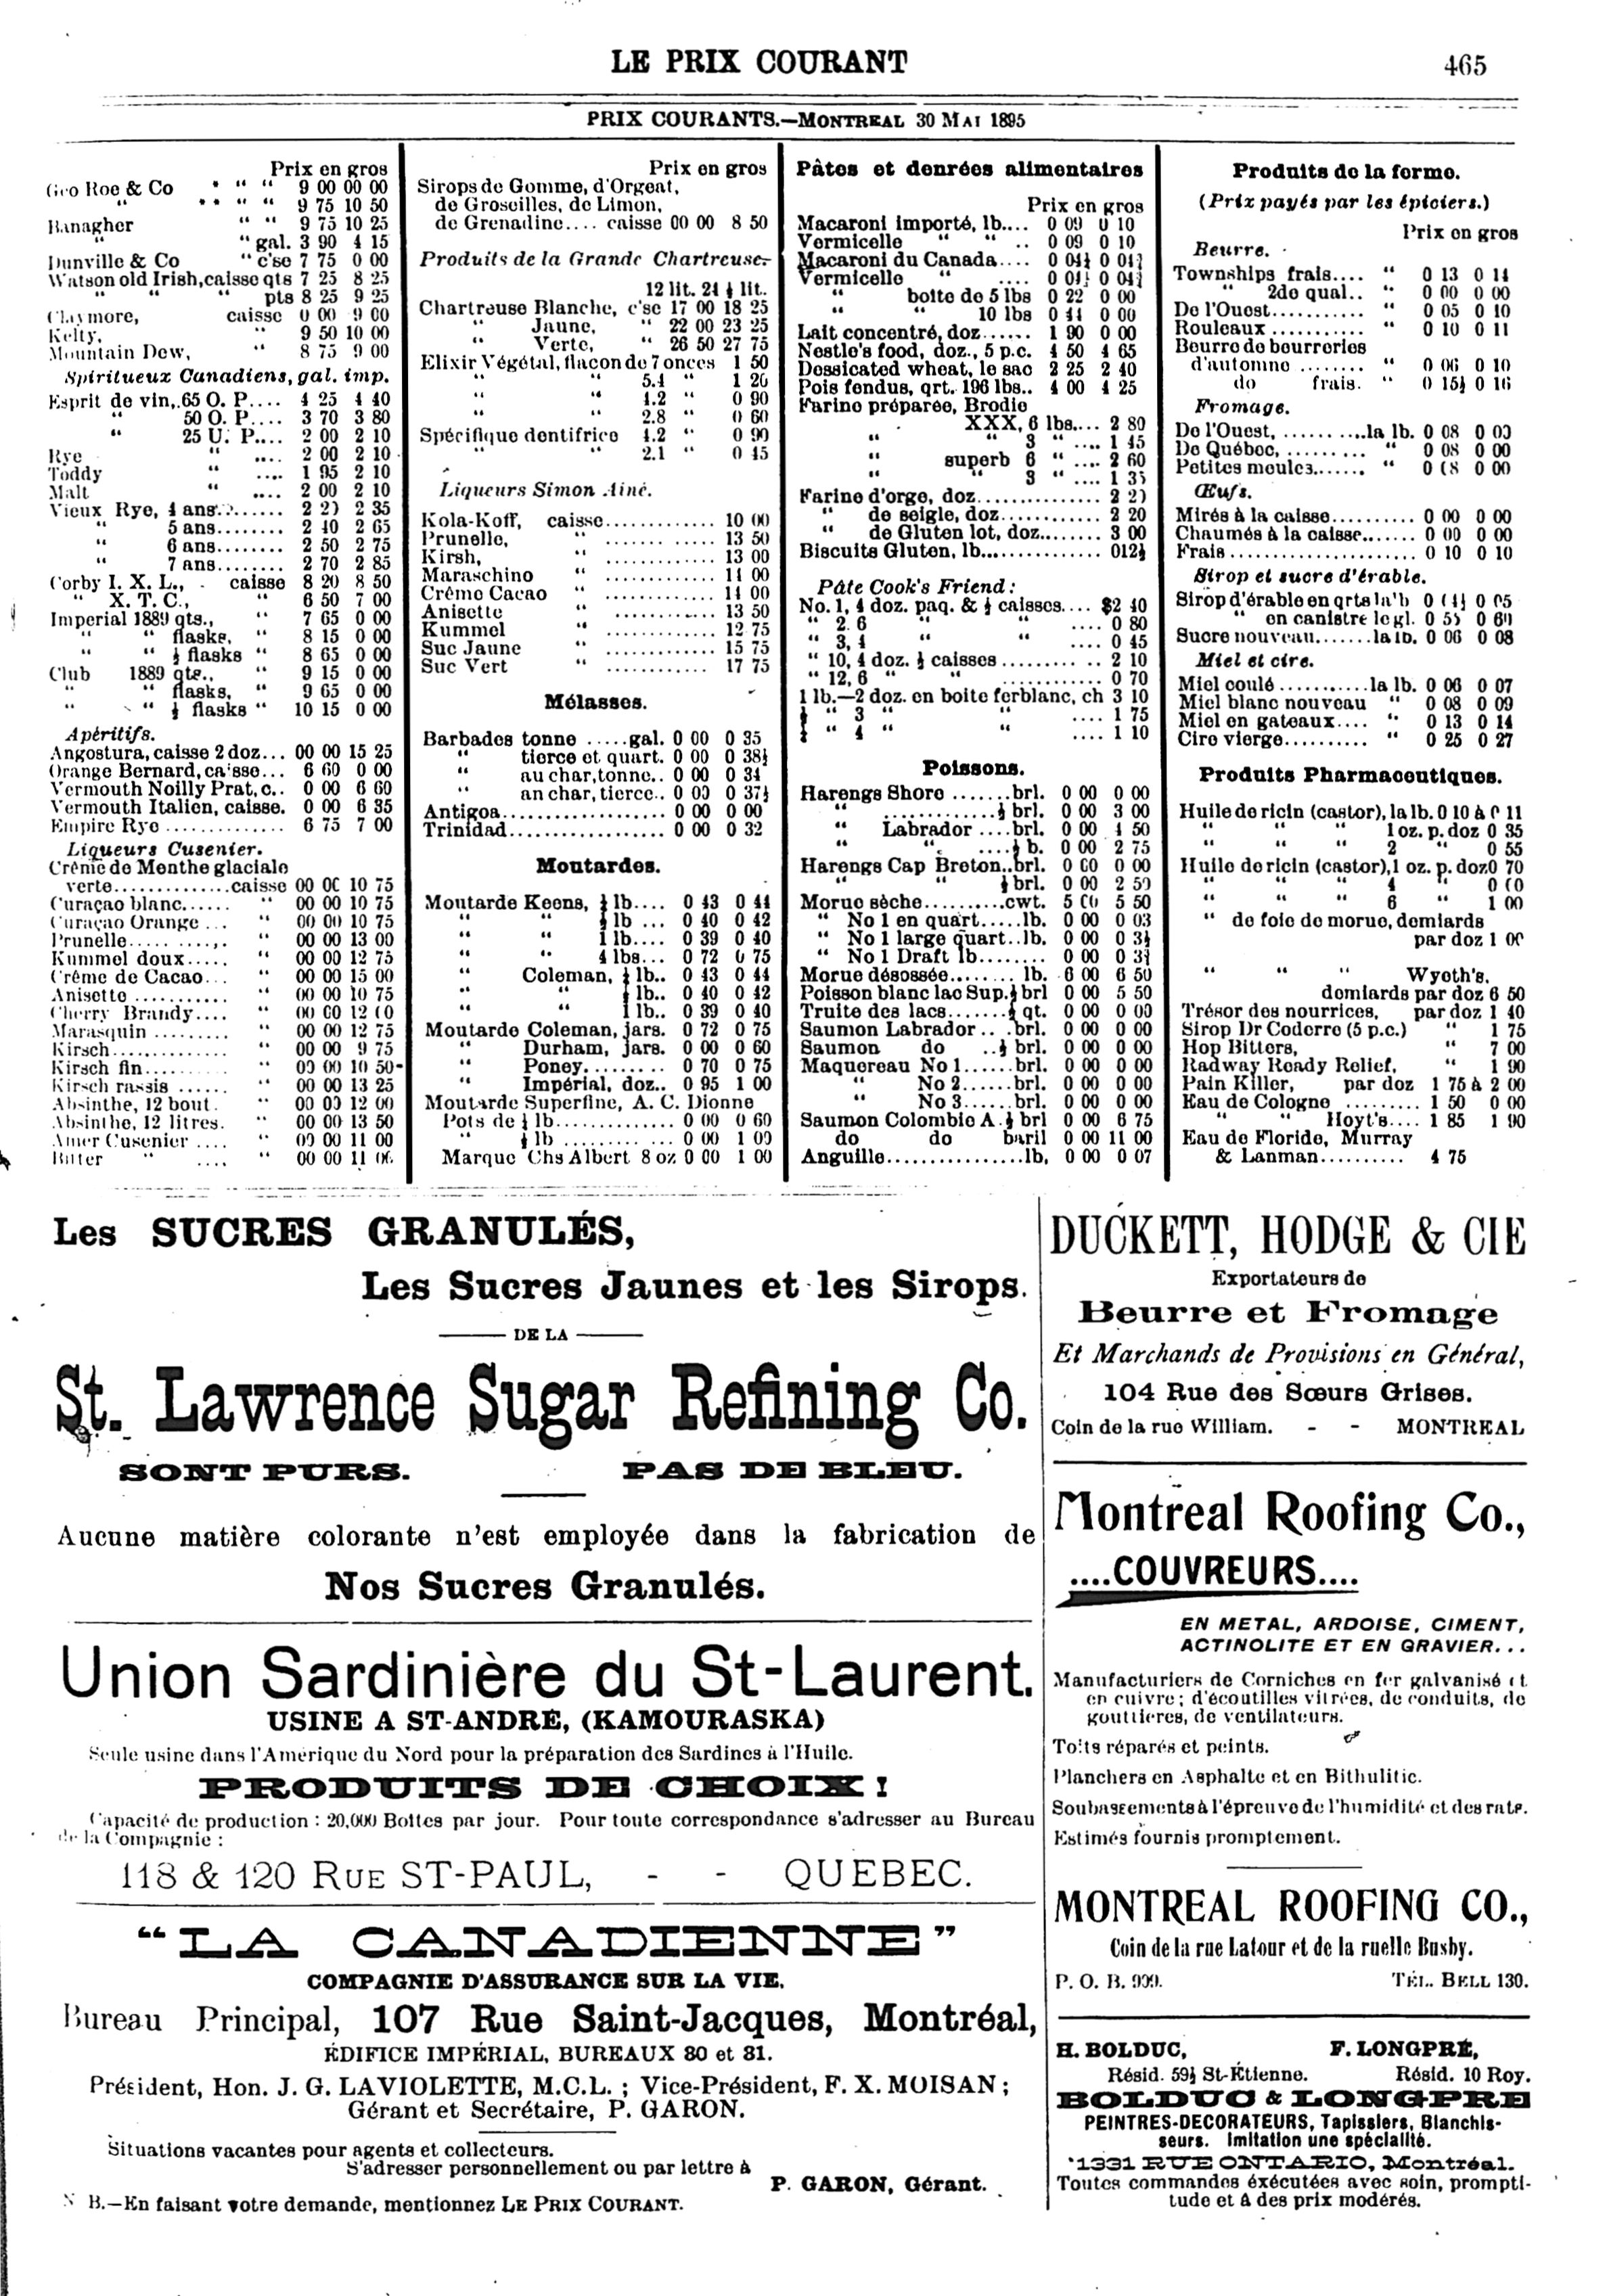 LE PRIX COURANT 465
PRIX COURANTS.—MONTREAL 30 MAI 1895
Prix en gros
Geo Roe & Co * “ “ 9 00 00 00
“ ** “ “ 9 75 10 50
Banagher “ “ 9 75 10 25
“ “ gal. 3 90 4 15
Dunville & Co “ c'se 7 75 0 00
Watson old Irish, caisse qts 7 25 8 25
“ “ “ pts 8 25 9 25
Claymore, caisse 0 00 9 00
Kelty, “ 9 50 10 00
Mountain Dew, “ 8 75 9 00
Spiritueux Canadiens, gal. imp.
Esprit de vin, 65 O. P.... 4 25 4 40
“ 50 O. P.... 3 70 3 80
“ 25 U. P.... 2 00 2 10
Rye “ .... 2 00 2 10
Toddy “ .... 1 95 2 10
Malt “ .... 2 00 2 10
Vieux Rye, 4 ans........ 2 2) 2 35
“ 5 ans........ 2 40 2 65
“ 6 ans........ 2 50 2 75
“ 7 ans........ 2 70 2 85
Corby I. X. L., caisse 8 20 8 50
“ X. T. C., “ 6 50 7 00
Imperial 1889 qts., “ 7 65 0 00
“ “ flasks, “ 8 15 0 00
“ “ ½ flasks “ 8 65 0 00
Club 1889 qts., “ 9 15 0 00
“ “ flasks, “ 9 65 0 00
“ “ ½ flasks “ 10 15 0 00
Apéritifs.
Angostura, caisse 2 doz... 00 00 15 25
Orange Bernard, caisse... 6 60 0 00
Vermouth Noilly Prat, c.. 0 00 6 60
Vermouth Italien, caisse. 0 00 6 35
Empire Rye .............. 6 75 7 00
Liqueurs Cusenier.
Crême de Menthe glaciale
verte.............caisse 00 00 10 75
Curaçao blanc...... “ 00 00 10 75
Curaçao Orange ... “ 00 00 10 75
Prunelle........... “ 00 00 13 00
Kummel doux..... “ 00 00 12 75
Crême de Cacao... “ 00 00 15 00
Anisette ........... “ 00 00 10 75
Cherry Brandy.... “ 00 00 12 00
Marasquin ......... “ 00 00 12 75
Kirsch............. “ 00 00 9 75
Kirsch fin.......... “ 00 00 10 50
Kirsch rassis ...... “ 00 00 13 25
Absinthe, 12 bout. “ 00 00 12 00
Absinthe, 12 litres. “ 00 00 13 50
Amer Cusenier .... “ 00 00 11 00
Bitter “ .... “ 00 00 11 00
Prix en gros
Sirops de Gomme, d'Orgeat,
de Groseilles, de Limon,
de Grenadine.... caisse 00 00 8 50
Produits de la Grande Chartreuse-
12 lit. 24 ½ lit.
Chartreuse Blanche, c'se 17 00 18 25
“ Jaune, “ 22 00 23 25
“ Verte, “ 26 50 27 75
Elixir Végétal, flacon de 7 onces 1 50
“ “ 5.4 “ 1 20
“ “ 4.2 “ 0 90
“ “ 2.8 “ 0 60
Spécifique dentifrice 4.2 “ 0 90
“ “ 2.1 “ 0 45
Liqueurs Simon Ainé.
Kola-Koff, caisse............ 10 00
Prunelle, “ ............ 13 50
Kirsh, “ ............ 13 00
Maraschino “ ............ 11 00
Crême Cacao “ ............ 11 00
Anisette “ ............ 13 50
Kummel “ ............ 12 75
Suc Jaune “ ............ 15 75
Suc Vert “ ............ 17 75
Mélasses.
Barbades tonne .....gal. 0 00 0 35
“ tierce et quart. 0 00 0 38½
“ au char, tonne.. 0 00 0 34
“ an char, tierce.. 0 00 0 37½
Antigoa.................. 0 00 0 00
Trinidad................. 0 00 0 32
Moutardes.
Moutarde Keens, ¼ lb.... 0 43 0 44
“ “ ½ lb ... 0 40 0 42
“ “ 1 lb.... 0 39 0 40
“ “ 4 lbs... 0 72 0 75
“ Coleman, ¼ lb.. 0 43 0 44
“ “ ½ lb.. 0 40 0 42
“ “ 1 lb.. 0 39 0 40
Moutarde Coleman, jars. 0 72 0 75
“ Durham, jars. 0 00 0 60
“ Poney......... 0 70 0 75
“ Impérial, doz.. 0 95 1 00
Moutarde Superfine, A. C. Dionne
Pots de ¼ lb............. 0 00 0 60
“ ½ lb ............. 0 00 1 00
Marque Chs Albert 8 oz 0 00 1 00
Pâtes et denrées alimentaires
Prix en gros
Macaroni importé, lb.... 0 09 0 10
Vermicelle “ “ .. 0 09 0 10
Macaroni du Canada.... 0 04½ 0 04¾
Vermicelle “ .... 0 04½ 0 04¾
“ boite de 5 lbs 0 22 0 00
“ “ 10 lbs 0 44 0 00
Lait concentré, doz...... 1 90 0 00
Nestle's food, doz., 5 p.c. 4 50 4 65
Dessicated wheat, le sac 2 25 2 40
Pois fendus, qrt. 196 lbs.. 4 00 4 25
Farine préparée, Brodie
“ XXX, 6 lbs.... 2 80
“ “ 3 “ .... 1 45
“ superb 6 “ .... 2 60
“ “ 3 “ .... 1 35
Farine d'orge, doz.............. 2 2)
“ de seigle, doz........... 2 20
“ de Gluten lot, doz....... 3 00
Biscuits Gluten, lb............. 012½
Pâte Cook's Friend:
No. 1, 4 doz. paq. & ½ caisses.... $2 40
“ 2. 6 “ “ .... 0 80
“ 3, 4 “ “ .... 0 45
“ 10, 4 doz. ½ caisses ........... 2 10
“ 12, 6 “ “ ............ 0 70
1 lb.—2 doz. en boite ferblanc, ch 3 10
½ “ 3 “ “ .... 1 75
¼ “ 4 “ “ .... 1 10
Poissons.
Harengs Shore .......brl. 0 00 0 00
“ .............½ brl. 0 00 3 00
“ Labrador ....brl. 0 00 4 50
“ “ ....½ b. 0 00 2 75
Harengs Cap Breton..brl. 0 00 0 00
“ “ ½ brl. 0 00 2 50
Morue sèche..........cwt. 5 00 5 50
“ No 1 en quart.....lb. 0 00 0 03
“ No 1 large quart..lb. 0 00 0 3½
“ No 1 Draft lb........ 0 00 0 3½
Morue désossée........ lb. 6 00 6 50
Poisson blanc lac Sup. ½ brl 0 00 5 50
Truite des lacs.......½ qt. 0 00 0 00
Saumon Labrador .. .brl. 0 00 0 00
Saumon do ..½ brl. 0 00 0 00
Maquereau No 1......brl. 0 00 0 00
“ No 2......brl. 0 00 0 00
“ No 3......brl. 0 00 0 00
Saumon Colombie A. ½ brl 0 00 6 75
do do baril 0 00 11 00
Anguille................lb. 0 00 0 07
Produits de la ferme.
(Prix payés par les épiciers.)
Prix en gros
Beurre.
Townships frais.... “ 0 13 0 14
“ 2de qual.. “ 0 00 0 00
De l'Ouest........... “ 0 05 0 10
Rouleaux ........... “ 0 10 0 11
Beurre de beurreries
d'automne ........ “ 0 06 0 10
do frais. “ 0 15½ 0 16
Fromage.
De l'Ouest, ..........la lb. 0 08 0 00
De Québec, .......... “ 0 08 0 00
Petites meules....... “ 0 08 0 00
Œufs.
Mirés à la caisse.......... 0 00 0 00
Chaumés à la caisse....... 0 00 0 00
Frais...................... 0 10 0 10
Sirop et sucre d'érable.
Sirop d'érable en qrts la lb 0 04½ 0 05
“ en canistre le gl. 0 55 0 60
Sucre nouveau.......la lb. 0 06 0 08
Miel et cire.
Miel coulé ..........la lb. 0 06 0 07
Miel blanc nouveau “ 0 08 0 09
Miel en gateaux.... “ 0 13 0 14
Cire vierge.......... “ 0 25 0 27
Produits Pharmaceutiques.
Huile de ricin (castor), la lb. 0 10 à 0 11
“ “ “ 1 oz. p. doz 0 35
“ “ “ 2 “ 0 55
Huile de ricin (castor), 1 oz. p. doz 0 70
“ “ “ 4 “
“ “ “ 6 “ 1 00
“ de foie de morue, demiards
par doz 1 00
“ “ “ Wyeth's,
demiards par doz 6 50
Trésor des nourrices, par doz 1 40
Sirop Dr Coderre (5 p.c.) “ 1 75
Hop Bitters, “ 7 00
Radway Ready Relief, “ 1 90
Pain Killer, par doz 1 75 à 2 00
Eau de Cologne ......... 1 50 0 00
“ “ Hoyt's.... 1 85 1 90
Eau de Floride, Murray
& Lanman.......... 4 75
Les SUCRES GRANULÉS,
Les Sucres Jaunes et les Sirops.
DE LA
St. Lawrence Sugar Refining Co.
SONT PURS. PAS DE BLEU.
Aucune matière colorante n'est employée dans la fabrication de
Nos Sucres Granulés.
Union Sardinière du St-Laurent.
USINE A ST-ANDRÉ, (KAMOURASKA)
Seule usine dans l'Amérique du Nord pour la préparation des Sardines à l'Huile.
PRODUITS DE CHOIX!
Capacité de production : 20,000 Boites par jour. Pour toute correspondance s'adresser au Bureau
de la Compagnie :
118 & 120 RUE ST-PAUL, - - QUEBEC.
“LA CANADIENNE”
COMPAGNIE D'ASSURANCE SUR LA VIE.
Bureau Principal, 107 Rue Saint-Jacques, Montréal,
ÉDIFICE IMPÉRIAL, BUREAUX 80 et 81.
Président, Hon. J. G. LAVIOLETTE, M.C.L. ; Vice-Président, F. X. MOISAN ;
Gérant et Secrétaire, P. GARON.
Situations vacantes pour agents et collecteurs.
S'adresser personnellement ou par lettre à
P. GARON, Gérant.
N B.—En faisant votre demande, mentionnez LE PRIX COURANT.
DUCKETT, HODGE & CIE
Exportateurs de
Beurre et Fromage
Et Marchands de Provisions en Général,
104 Rue des Sœurs Grises.
Coin de la rue William. - - MONTREAL
Montreal Roofing Co.,
....COUVREURS....
EN METAL, ARDOISE, CIMENT,
ACTINOLITE ET EN GRAVIER...
Manufacturiers de Corniches en fer galvanisé et
en cuivre ; d'écoutilles vitrées, de conduits, de
gouttières, de ventilateurs.
Toits réparés et peints.
Planchers en Asphalte et en Bithulitic.
Soubassements à l'épreuve de l'humidité et des rats.
Estimés fournis promptement.
MONTREAL ROOFING CO.,
Coin de la rue Latour et de la ruelle Busby.
P. O. B. 909. TÉL. BELL 130.
H. BOLDUC, F. LONGPRÉ,
Résid. 59½ St-Étienne. Résid. 10 Roy.
BOLDUC & LONGPRE
PEINTRES-DECORATEURS, Tapissiers, Blanchis-
seurs. Imitation une spécialité.
1331 RUE ONTARIO, Montréal.
Toutes commandes éxécutées avec soin, prompti-
tude et à des prix modérés.